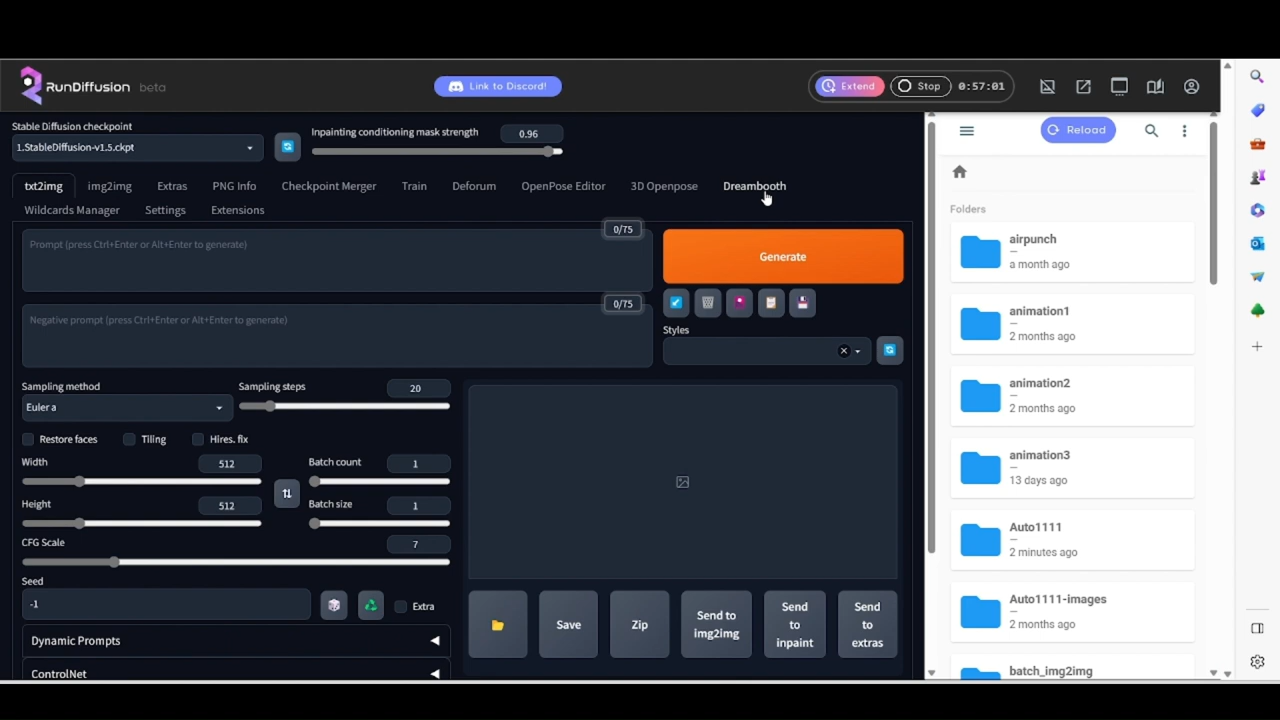 RunDiffusion beta
Link to Discord!
Extend
Stop
0:57:01
Stable Diffusion checkpoint
1.StableDiffusion-v1.5.ckpt
Inpainting conditioning mask strength
0.96
txt2img
img2img
Extras
PNG Info
Checkpoint Merger
Train
Deforum
OpenPose Editor
3D Openpose
Dreambooth
Wildcards Manager
Settings
Extensions
0/75
Prompt (press Ctrl+Enter or Alt+Enter to generate)
Generate
0/75
Negative prompt (press Ctrl+Enter or Alt+Enter to generate)
Styles
Sampling method
Euler a
Sampling steps
20
Restore faces
Tiling
Hires. fix
Width
512
Batch count
1
Height
512
Batch size
1
CFG Scale
7
Seed
-1
Extra
Dynamic Prompts
ControlNet
Save
Zip
Send to
img2img
Send
to
inpaint
Send
to
extras
Reload
Folders
airpunch
–
a month ago
animation1
–
2 months ago
animation2
–
2 months ago
animation3
–
13 days ago
Auto1111
–
2 minutes ago
Auto1111-images
–
2 months ago
batch_img2img